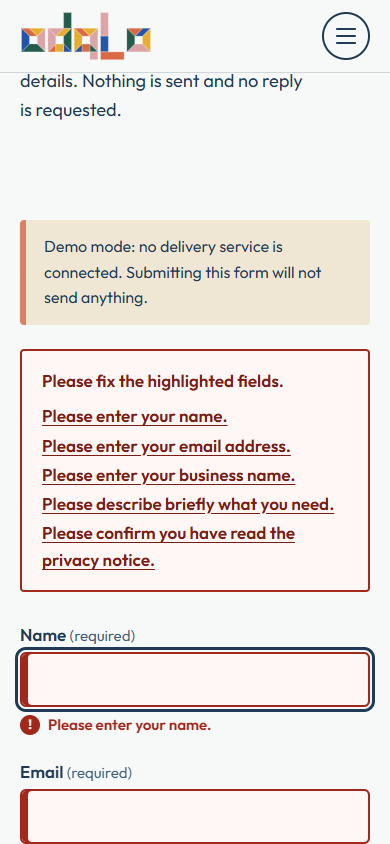 adaLo
details. Nothing is sent and no reply
is requested.
Demo mode: no delivery service is
connected. Submitting this form will not
send anything.
Please fix the highlighted fields.
Please enter your name.
Please enter your email address.
Please enter your business name.
Please describe briefly what you need.
Please confirm you have read the
privacy notice.
Name (required)
! Please enter your name.
Email (required)